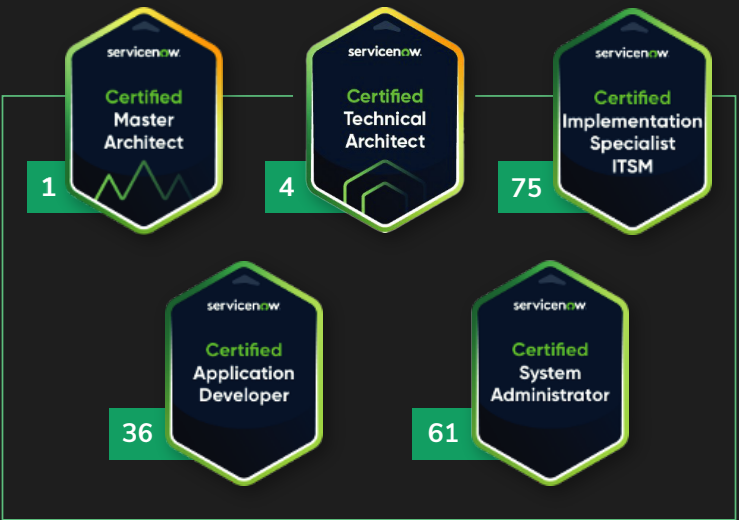 servicenow.
Certified
Master
Architect
1
servicenow.
Certified
Technical
Architect
4
servicenow
Certified
Implementation
Specialist
ITSM
75
servicenow
Certified
Application
Developer
36
servicenow
Certified
System
Administrator
61